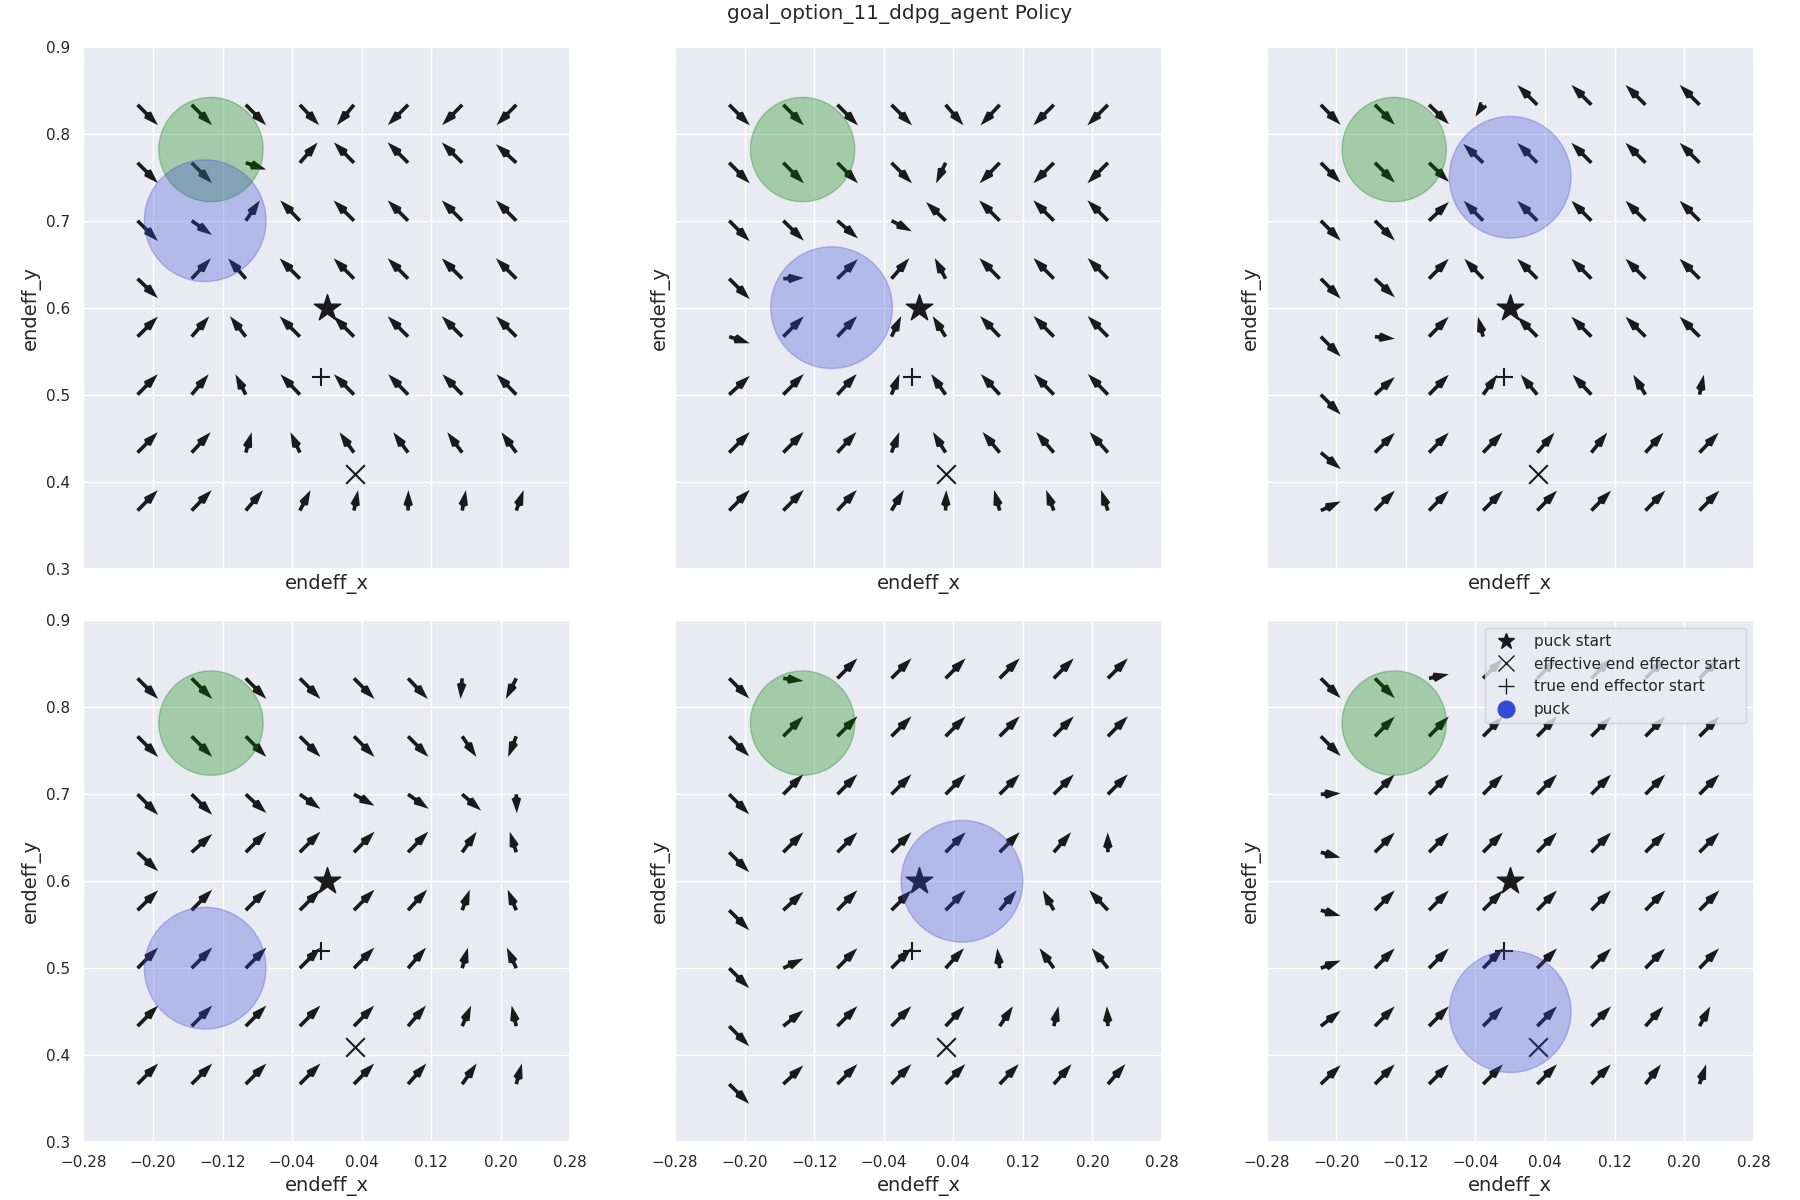 goal_option_11_ddpg_agent Policy
0.9
0.8
0.7
0.6
0.5
0.4
0.3
endeff_y
endeff_x
endeff_y
endeff_x
endeff_y
endeff_x
0.9
0.8
0.7
0.6
0.5
0.4
0.3
endeff_y
−0.28 −0.20 −0.12 −0.04 0.04 0.12 0.20 0.28
endeff_x
endeff_y
−0.28 −0.20 −0.12 −0.04 0.04 0.12 0.20 0.28
endeff_x
puck start
effective end effector start
true end effector start
puck
endeff_y
−0.28 −0.20 −0.12 −0.04 0.04 0.12 0.20 0.28
endeff_x